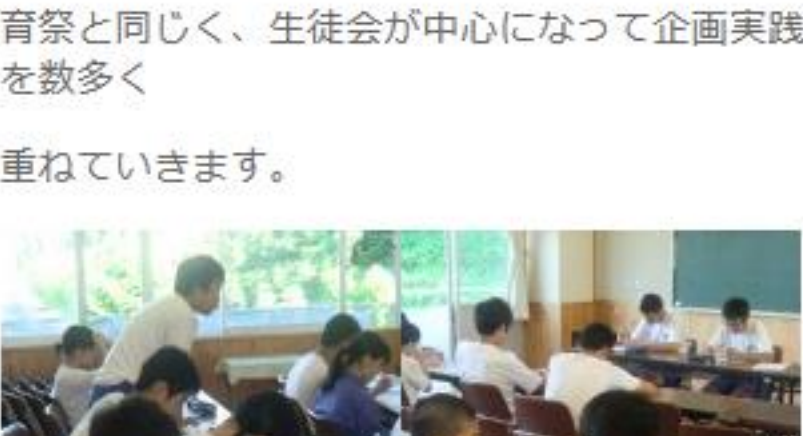 育祭と同じく、生徒会が中心になって企画実践
を数多く
重ねていきます。